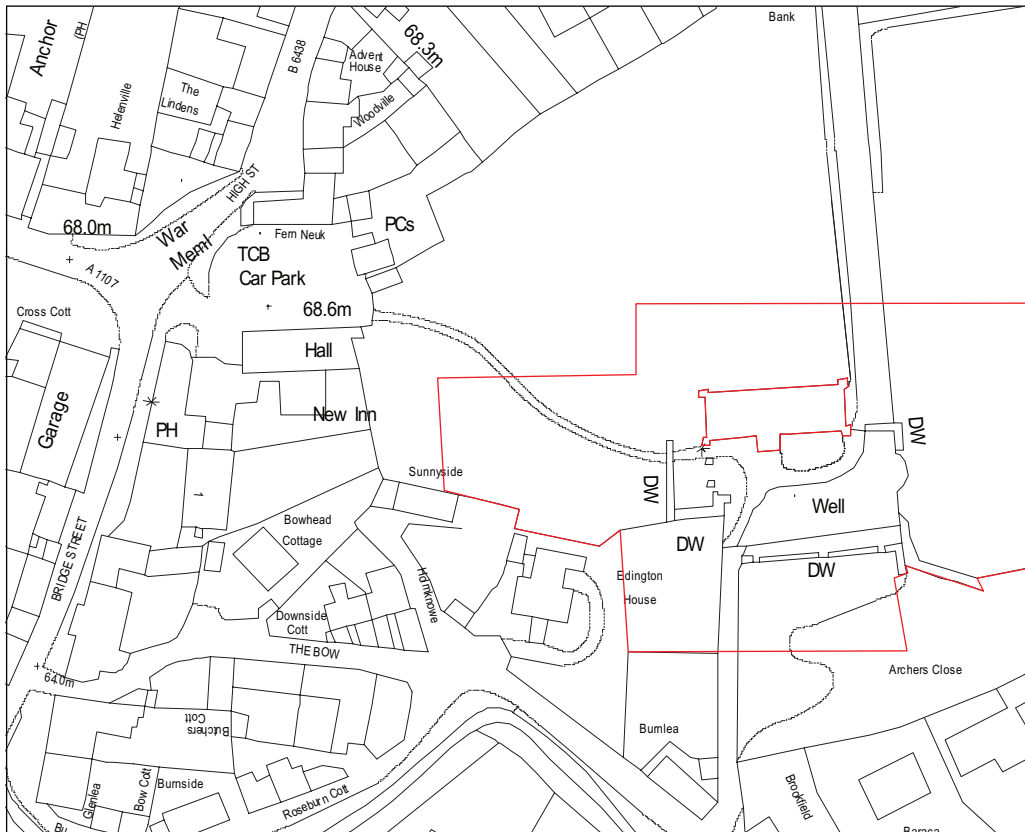 Bank
Anchor
(PH
B 6438
68.3m
Advent
House
The
Lindens
Helenville
Woodville
HIGH ST
68.0m
War
Meml
PCs
Fern Neuk
TCB
Car Park
A 1107
68.6m
Cross Cott
Hall
Garage
New Inn
PH
DW
Sunnyside
DW
1
Well
Bowhead
Cottage
BRIDGE STREET
DW
DW
Edington
House
Holmknowe
Downside
Cott
THE BOW
64.0m
Archers Close
Butchers
Cott
Burnlea
Burnside
Bow Cott
Glenlea
Roseburn Cott
Brookfield